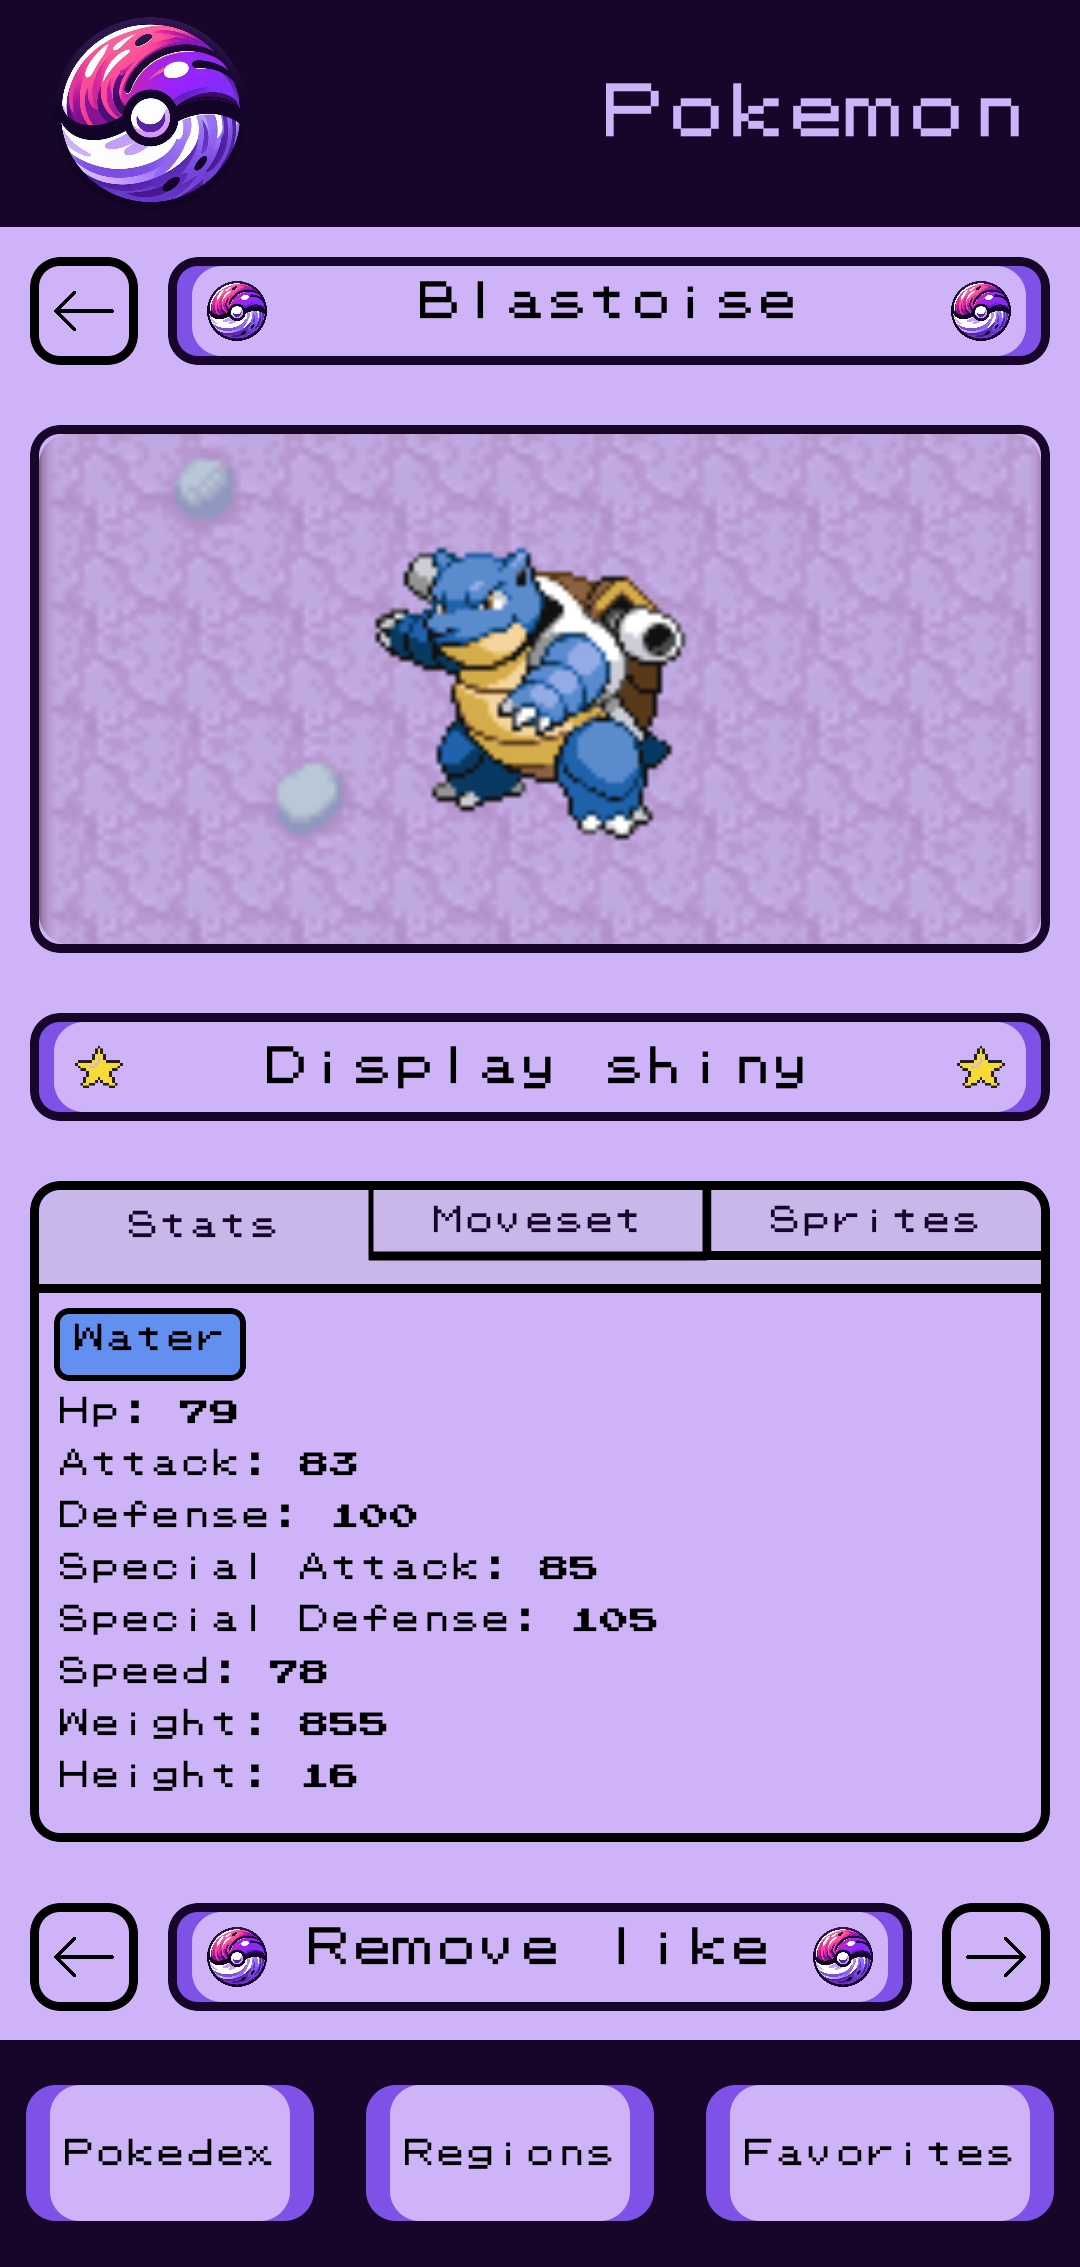 Pokemon
Blastoise
Display shiny
Stats
Moveset
Sprites
Water
Hp: 79
Attack: 83
Defense: 100
Special Attack: 85
Special Defense: 105
Speed: 78
Weight: 855
Height: 16
Remove like
Pokedex
Regions
Favorites